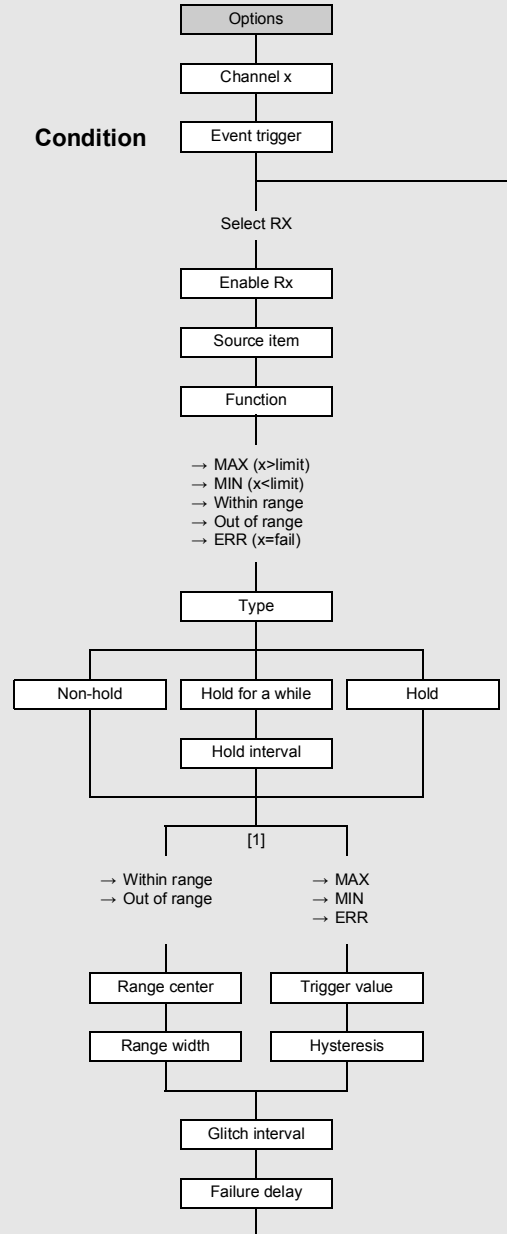 Options
Channel x
Condition
Event trigger
Select RX
Enable Rx
Source item
Function
→ MAX (x>limit)
→ MIN (x<limit)
→ Within range
→ Out of range
→ ERR (x=fail)
Type
Non-hold
Hold for a while
Hold
Hold interval
[1]
→ Within range
→ Out of range
→ MAX
→ MIN
→ ERR
Range center
Trigger value
Range width
Hysteresis
Glitch interval
Failure delay